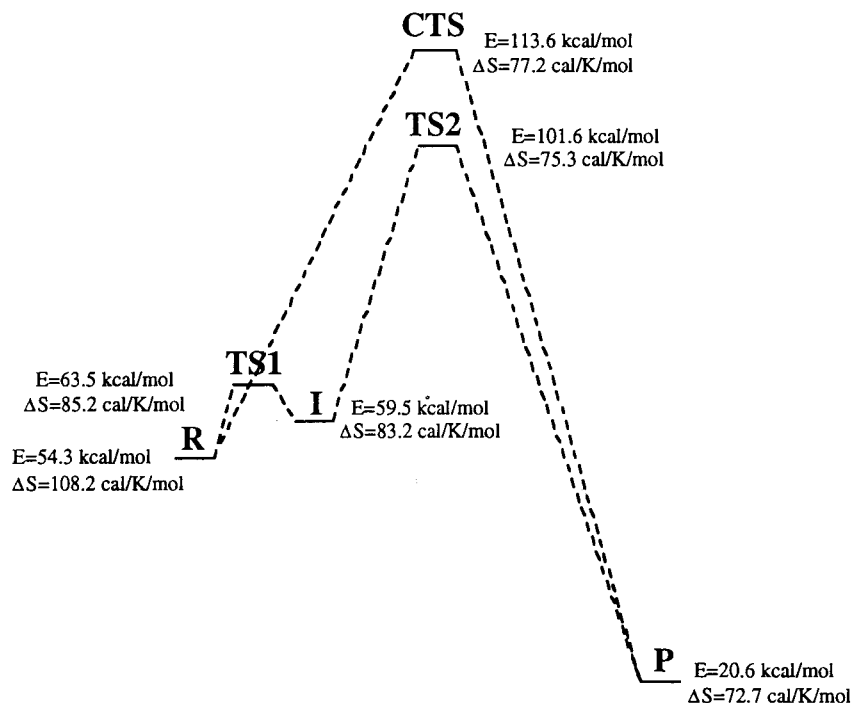 CTS
E=113.6 kcal/mol
ΔS=77.2 cal/K/mol
TS2
E=101.6 kcal/mol
ΔS=75.3 cal/K/mol
TS1
E=63.5 kcal/mol
ΔS=85.2 cal/K/mol
I
E=59.5 kcal/mol
ΔS=83.2 cal/K/mol
R
E=54.3 kcal/mol
ΔS=108.2 cal/K/mol
P
E=20.6 kcal/mol
ΔS=72.7 cal/K/mol